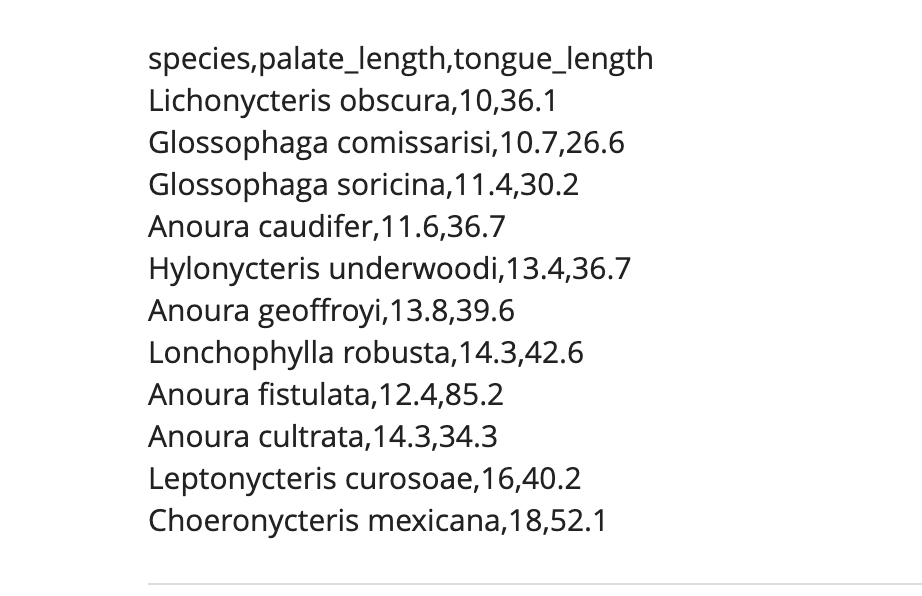 species,palate_length,tongue_length
Lichonycteris obscura,10,36.1
Glossophaga comissarisi,10.7,26.6
Glossophaga soricina,11.4,30.2
Anoura caudifer,11.6,36.7
Hylonycteris underwoodi,13.4,36.7
Anoura geoffroyi,13.8,39.6
Lonchophylla robusta,14.3,42.6
Anoura fistulata,12.4,85.2
Anoura cultrata,14.3,34.3
Leptonycteris curosoae,16,40.2
Choeronycteris mexicana,18,52.1